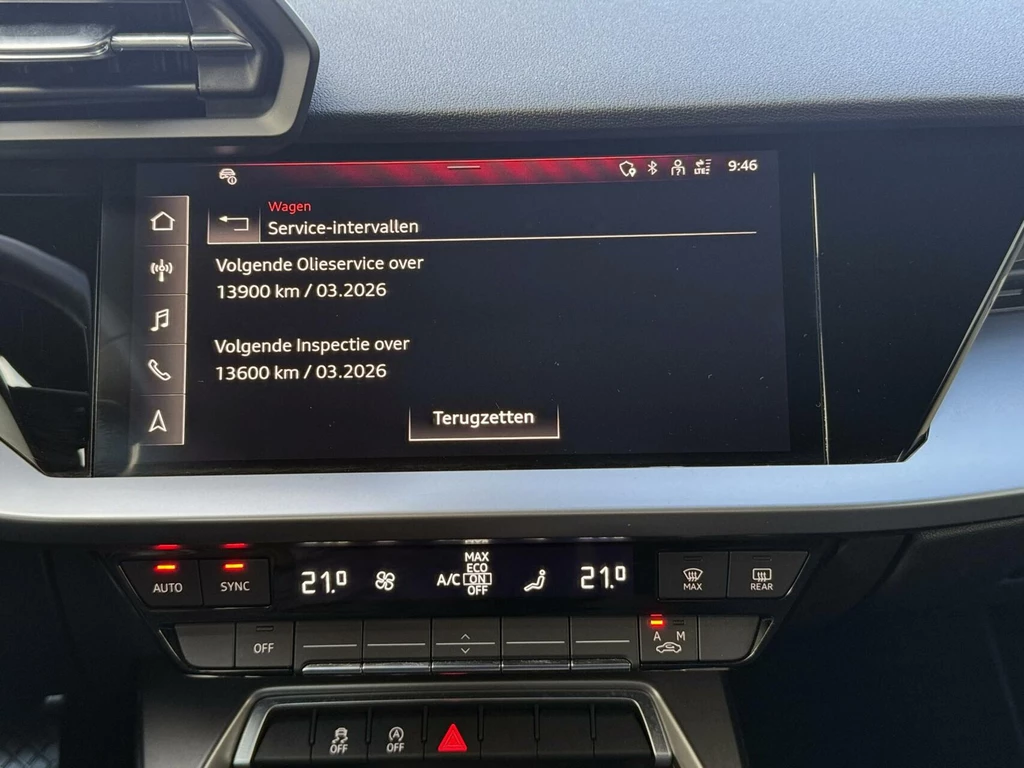 LTE
9:46
Wagen
Service-intervallen
Volgende Olieservice over
13900 km / 03.2026
Volgende Inspectie over
13600 km / 03.2026
Terugzetten
AUTO
SYNC
21.0
A/C
MAX
ECO
ON
OFF
21.0
MAX
REAR
OFF
A M
OFF
OFF